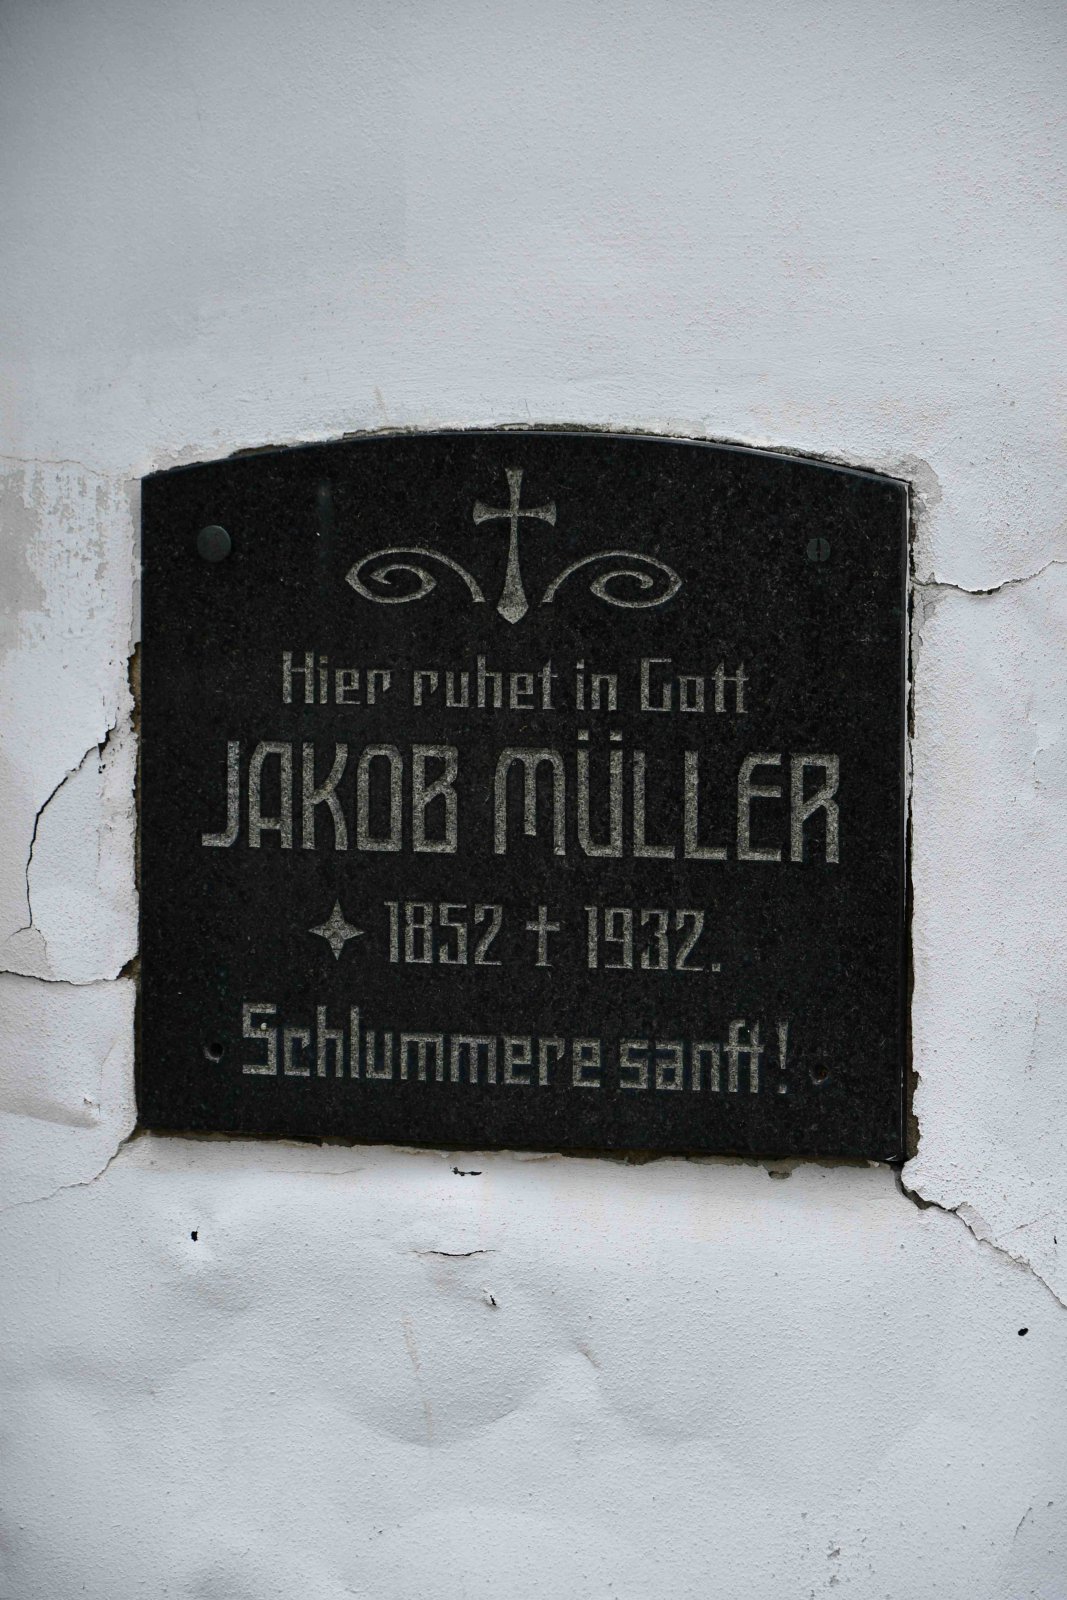 Hier ruhet in Gott
JAKOB MÜLLER
✦ 1852 † 1932.
Schlummere sanft!